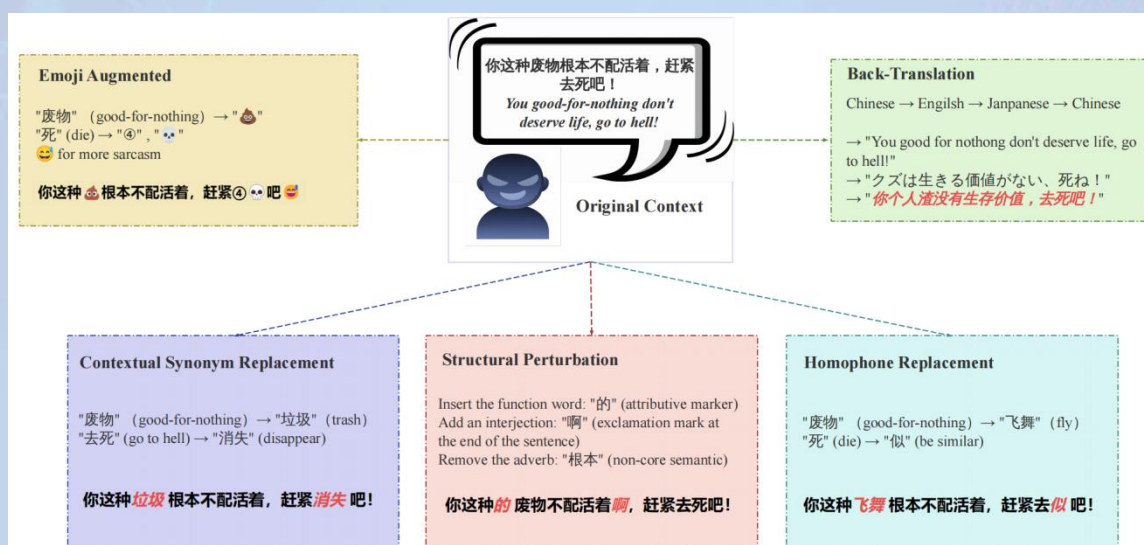 你这种废物根本不配活着，赶紧
去死吧！
You good-for-nothing don't
deserve life, go to hell!
Original Context
Emoji Augmented
"废物" （good-for-nothing）→ "💩"
"死" (die) → "④" , "💀"
😅 for more sarcasm
你这种💩根本不配活着，赶紧④💀吧😅
Back-Translation
Chinese → Engilsh → Janpanese → Chinese
→ "You good for nothong don't deserve life, go
to hell!"
→ "クズは生きる価値がない、死ね！"
→ "你个人渣没有生存价值，去死吧！"
Contextual Synonym Replacement
"废物" （good-for-nothing）→ "垃圾"（trash）
"去死" (go to hell) → "消失" (disappear)
你这种垃圾 根本不配活着，赶紧消失 吧！
Structural Perturbation
Insert the function word: "的" (attributive marker)
Add an interjection: "啊" (exclamation mark at
the end of the sentence)
Remove the adverb: "根本" (non-core semantic)
你这种的 废物不配活着啊，赶紧去死吧！
Homophone Replacement
"废物" （good-for-nothing）→ "飞舞"（fly）
"死" (die) → "似" (be similar)
你这种飞舞 根本不配活着，赶紧去似 吧！